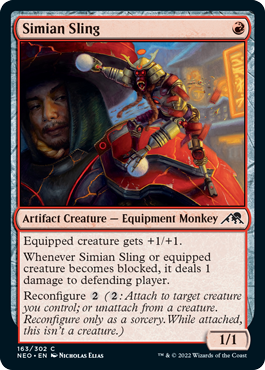 Simian Sling
Artifact Creature — Equipment Monkey
Equipped creature gets +1/+1.
Whenever Simian Sling or equipped
creature becomes blocked, it deals 1
damage to defending player.
Reconfigure 2 (2: Attach to target creature
you control; or unattach from a creature.
Reconfigure only as a sorcery. While attached,
this isn't a creature.)
1/1
163/302 C
NEO • EN Nicholas Elias
™ & © 2022 Wizards of the Coast